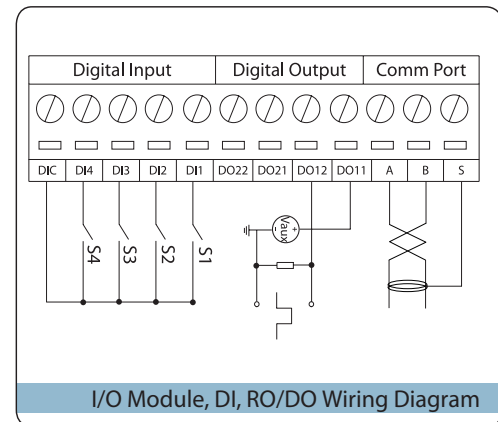 Digital Input Digital Output Comm Port
DIC DI4 DI3 DI2 DI1 DO22 DO21 DO12 DO11 A B S
S4 S3 S2 S1
- Vaux +
I/O Module, DI, RO/DO Wiring Diagram